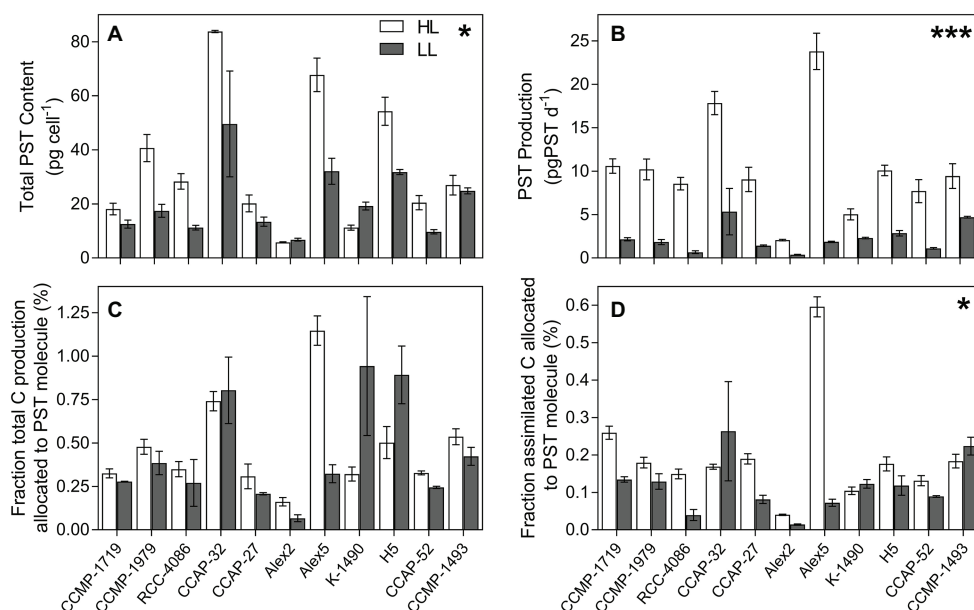 A
HL
LL
*
Total PST Content
(pg cell-1)
80
60
40
20
0
B
***
PST Production
(pgPST d-1)
25
20
15
10
5
0
C
Fraction total C production
allocated to PST molecule (%)
1.25
1.00
0.75
0.50
0.25
0.00
CCMP-1719
CCMP-1979
RCC-4086
CCAP-32
CCAP-27
Alex2
Alex5
K-1490
H5
CCAP-52
CCMP-1493
D
*
Fraction assimilated C allocated
to PST molecule (%)
0.6
0.5
0.4
0.3
0.2
0.1
0.0
CCMP-1719
CCMP-1979
RCC-4086
CCAP-32
CCAP-27
Alex2
Alex5
K-1490
H5
CCAP-52
CCMP-1493